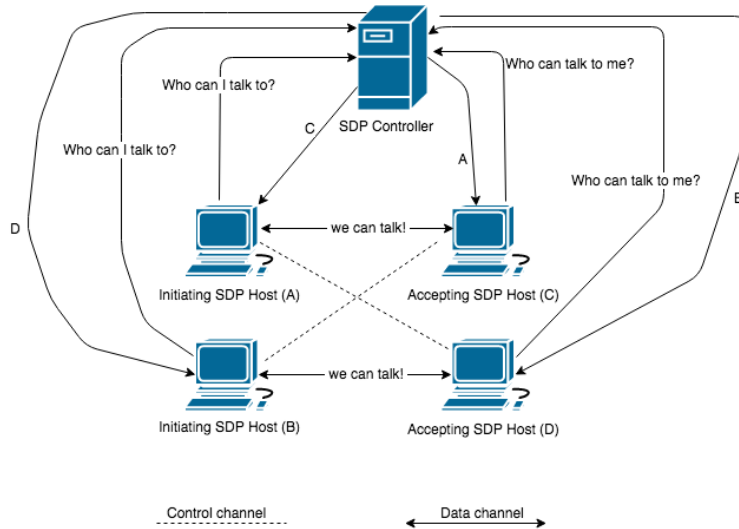 Who can talk to me?
Who can I talk to?
SDP Controller
C
Who can I talk to?
A
Who can talk to me?
B
D
we can talk!
Initiating SDP Host (A)
Accepting SDP Host (C)
we can talk!
Initiating SDP Host (B)
Accepting SDP Host (D)
Control channel
Data channel